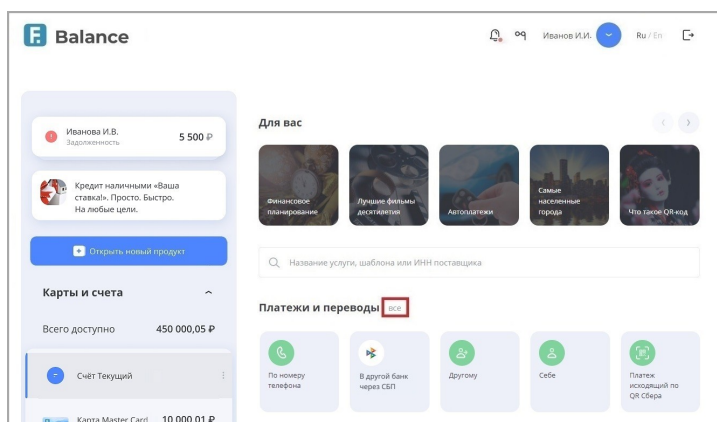 F. Balance
Иванов И.И.
Ru / En
Иванова И.В.
Задолженность
5 500 ₽
Кредит наличными «Ваша
ставка!». Просто. Быстро.
На любые цели.
Открыть новый продукт
Карты и счета
Всего доступно 450 000,05 ₽
Счёт Текущий
Карта Master Card 10 000,01 ₽
Для вас
Финансовое
планирование
Лучшие фильмы
десятилетия
Автоплатежи
Самые
населенные
города
Что такое QR-код
Название услуги, шаблона или ИНН поставщика
Платежи и переводы все
По номеру
телефона
В другой банк
через СБП
Другому
Себе
Платеж
исходящий по
QR Сбера